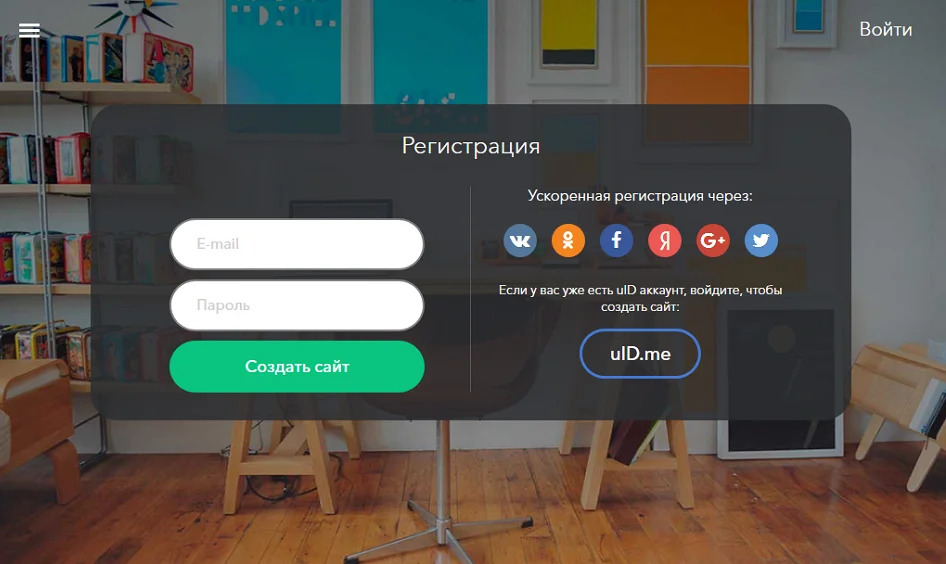 Войти
Регистрация
E-mail
Пароль
Создать сайт
Ускоренная регистрация через:
Если у вас уже есть uID аккаунт, войдите, чтобы
создать сайт:
uID.me